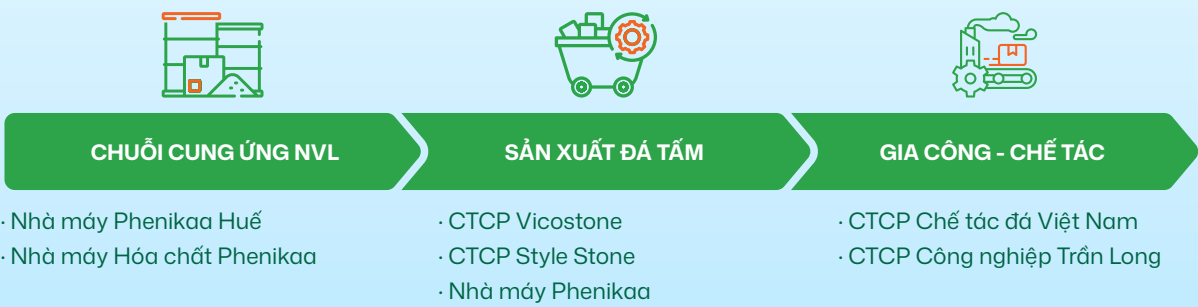 CHUỖI CUNG ỨNG NVL
· Nhà máy Phenikaa Huế
· Nhà máy Hóa chất Phenikaa
SẢN XUẤT ĐÁ TẤM
· CTCP Vicostone
· CTCP Style Stone
· Nhà máy Phenikaa
GIA CÔNG - CHẾ TÁC
· CTCP Chế tác đá Việt Nam
· CTCP Công nghiệp Trần Long